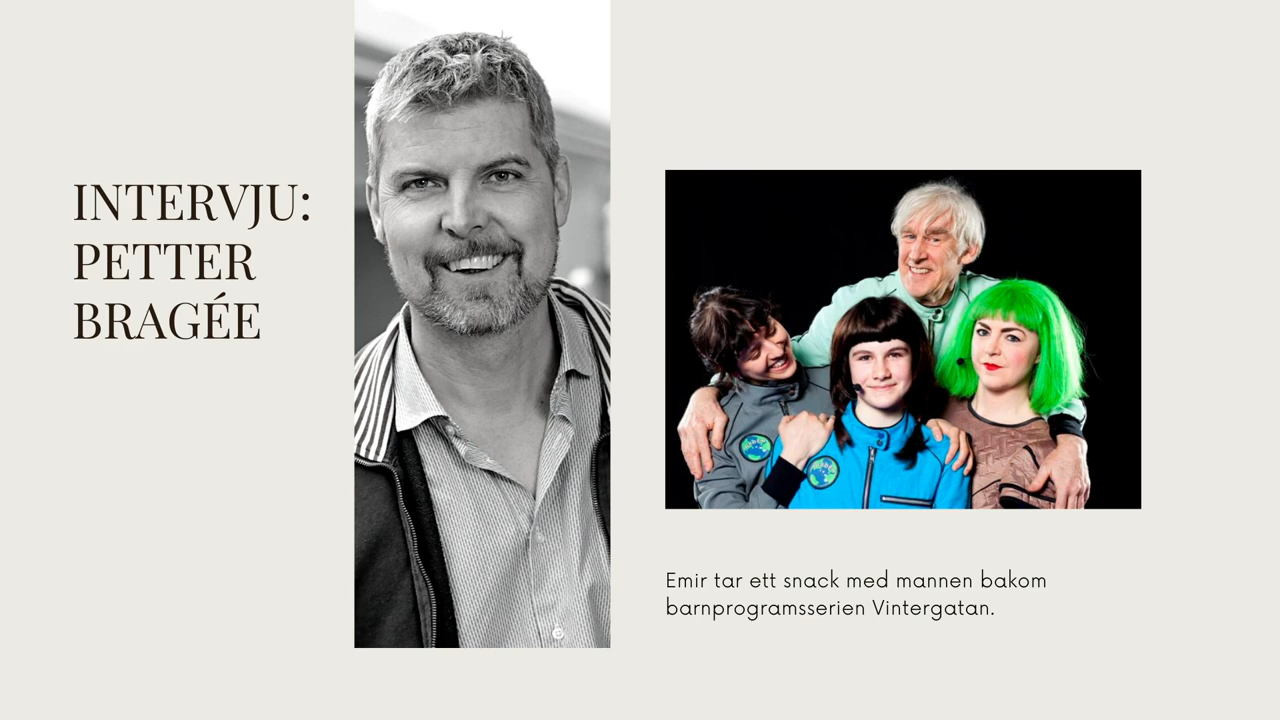 INTERVJU:
PETTER
BRAGÉE
Emir tar ett snack med mannen bakom
barnprogramsserien Vintergatan.